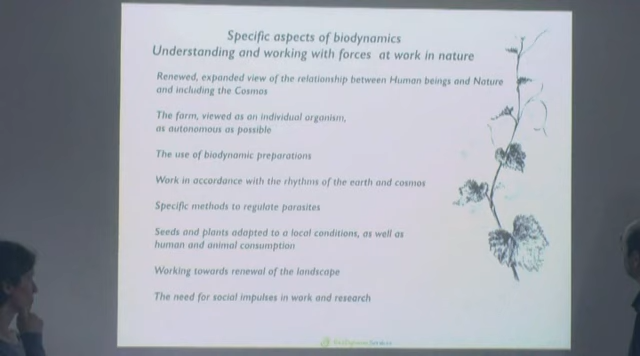 Specific aspects of biodynamics
Understanding and working with forces at work in nature
Renewed, expanded view of the relationship between Human beings and Nature
and including the Cosmos
The farm, viewed as an individual organism,
as autonomous as possible
The use of biodynamic preparations
Work in accordance with the rhythms of the earth and cosmos
Specific methods to regulate parasites
Seeds and plants adapted to a local conditions, as well as
human and animal consumption
Working towards renewal of the landscape
The need for social impulses in work and research